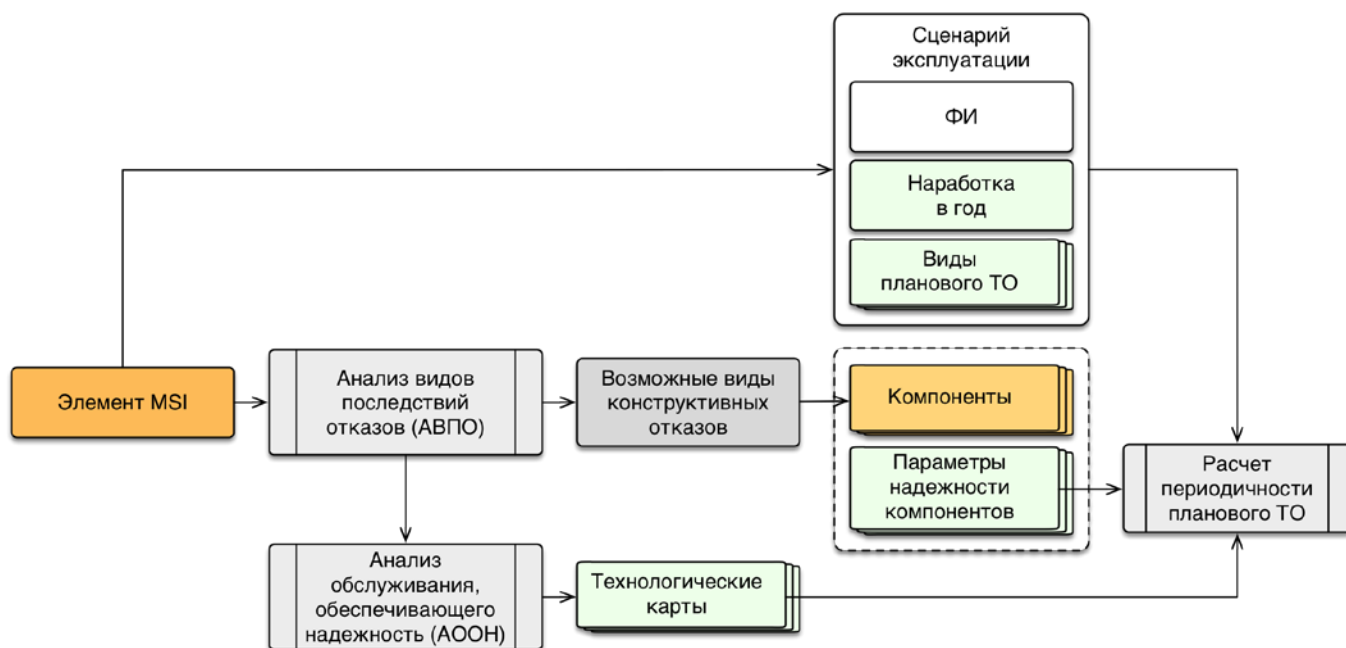 Сценарий
эксплуатации
ФИ
Наработка
в год
Виды
планового ТО
Элемент MSI
Анализ видов
последствий
отказов (АВПО)
Возможные виды
конструктивных
отказов
Компоненты
Параметры
надежности
компонентов
Расчет
периодичности
планового ТО
Анализ
обслуживания,
обеспечивающего
надежность (АООН)
Технологические
карты